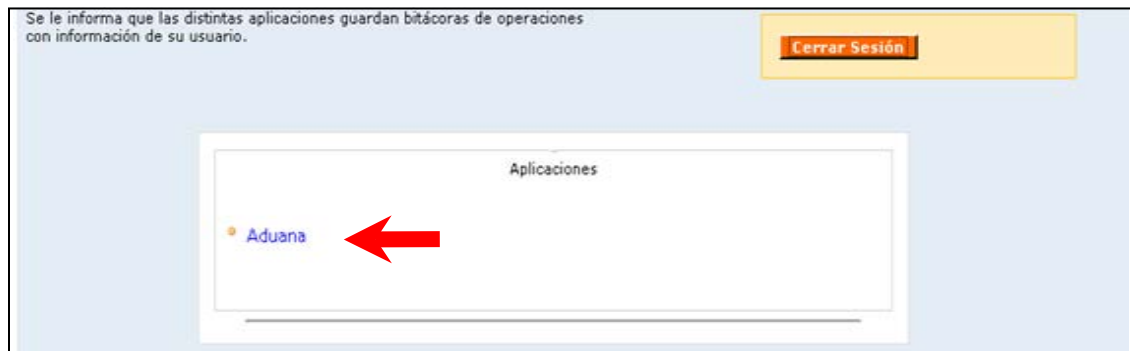 Se le informa que las distintas aplicaciones guardan bitácoras de operaciones
con información de su usuario.
Cerrar Sesión
Aplicaciones
Aduana